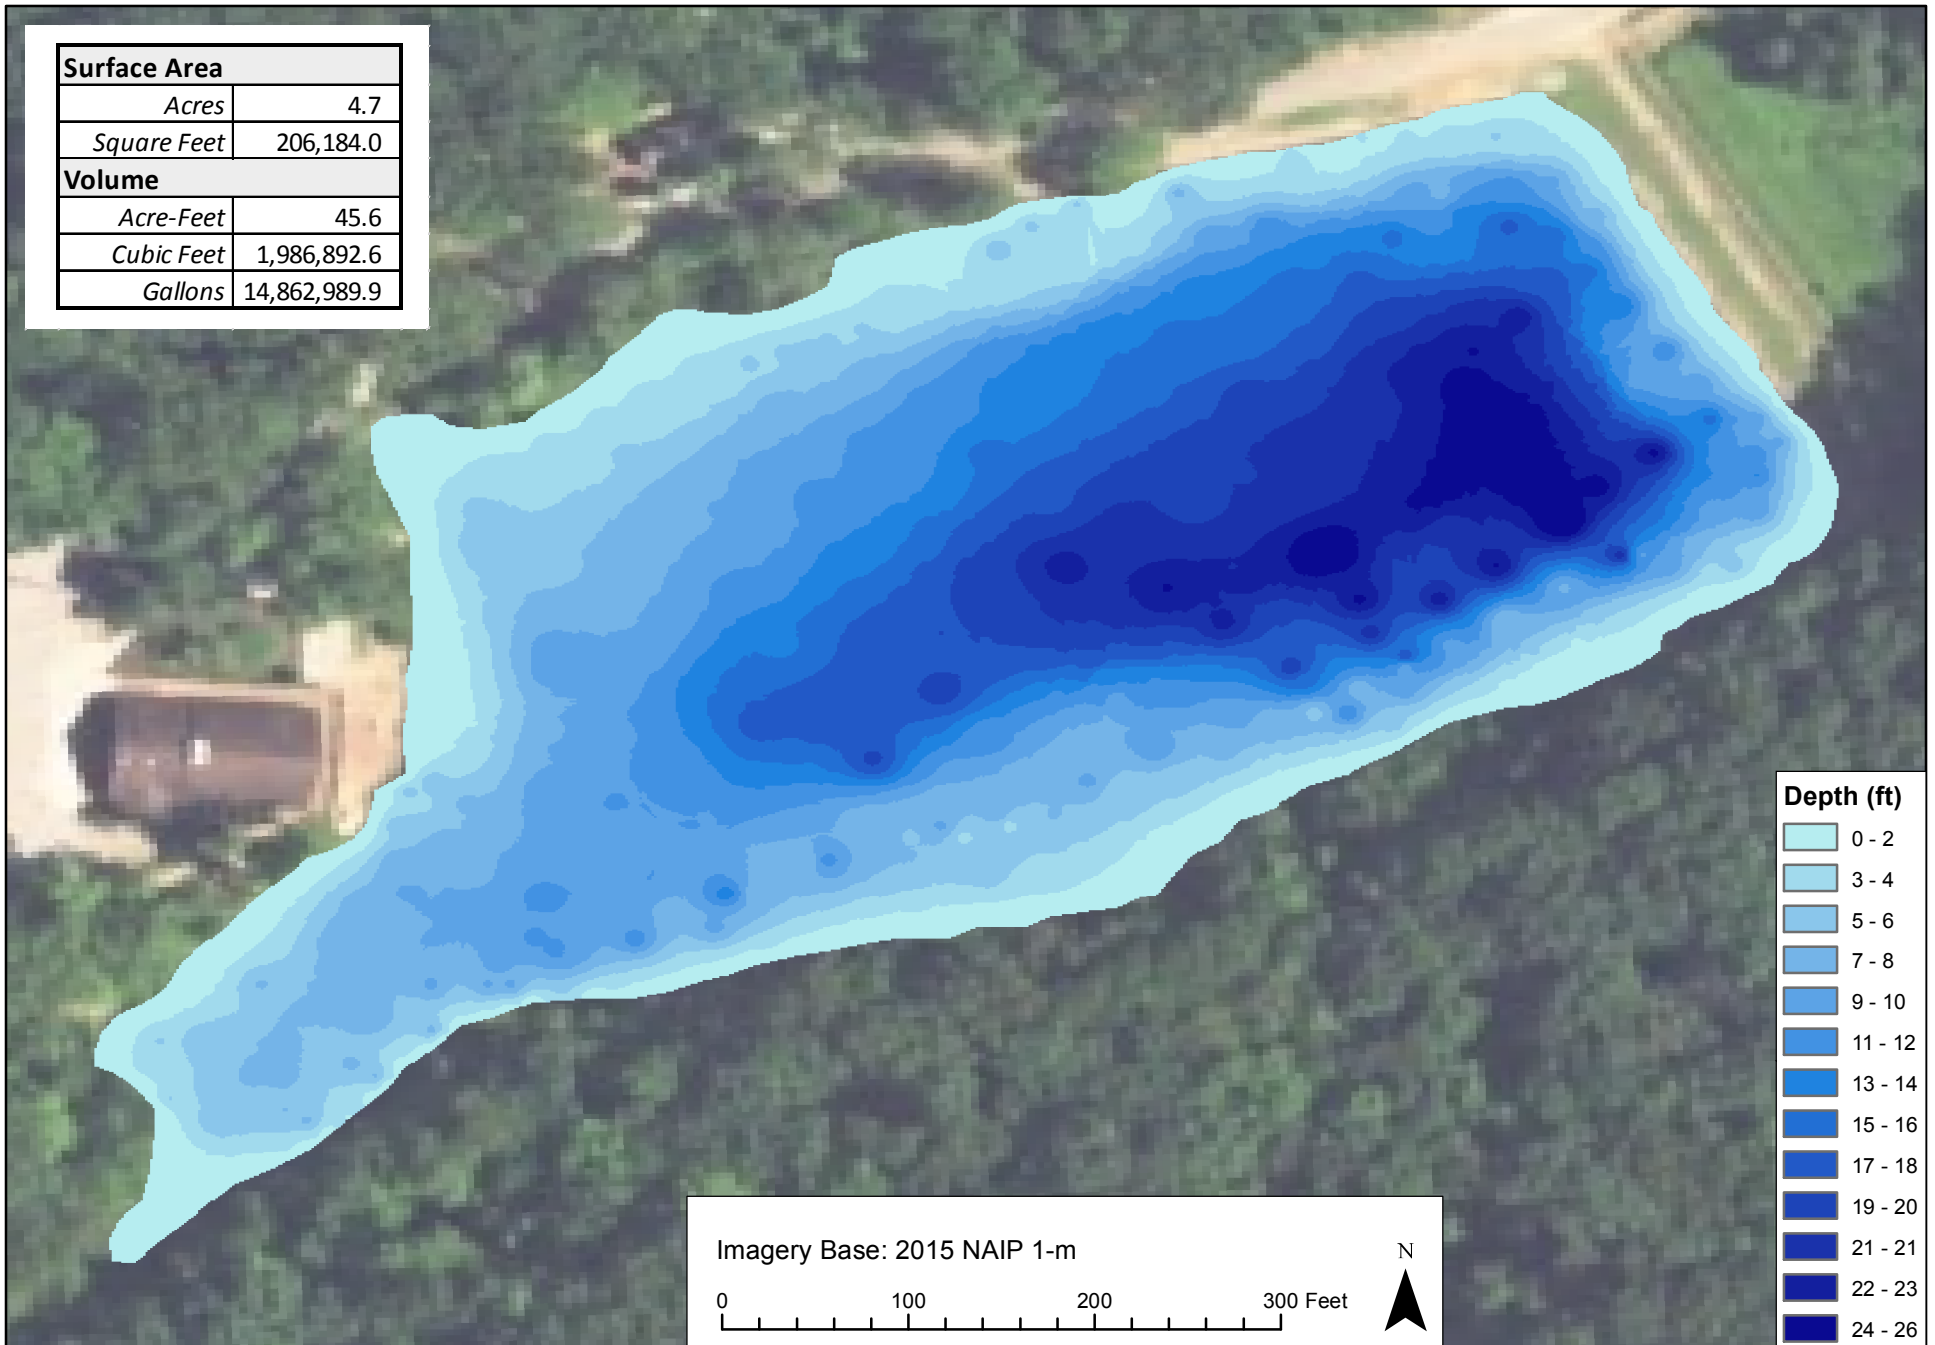 Surface Area
Acres 4.7
Square Feet 206,184.0
Volume
Acre-Feet 45.6
Cubic Feet 1,986,892.6
Gallons 14,862,989.9
Depth (ft)
0 - 2
3 - 4
5 - 6
7 - 8
9 - 10
11 - 12
13 - 14
15 - 16
17 - 18
19 - 20
21 - 21
22 - 23
24 - 26
Imagery Base: 2015 NAIP 1-m
N
0 100 200 300 Feet